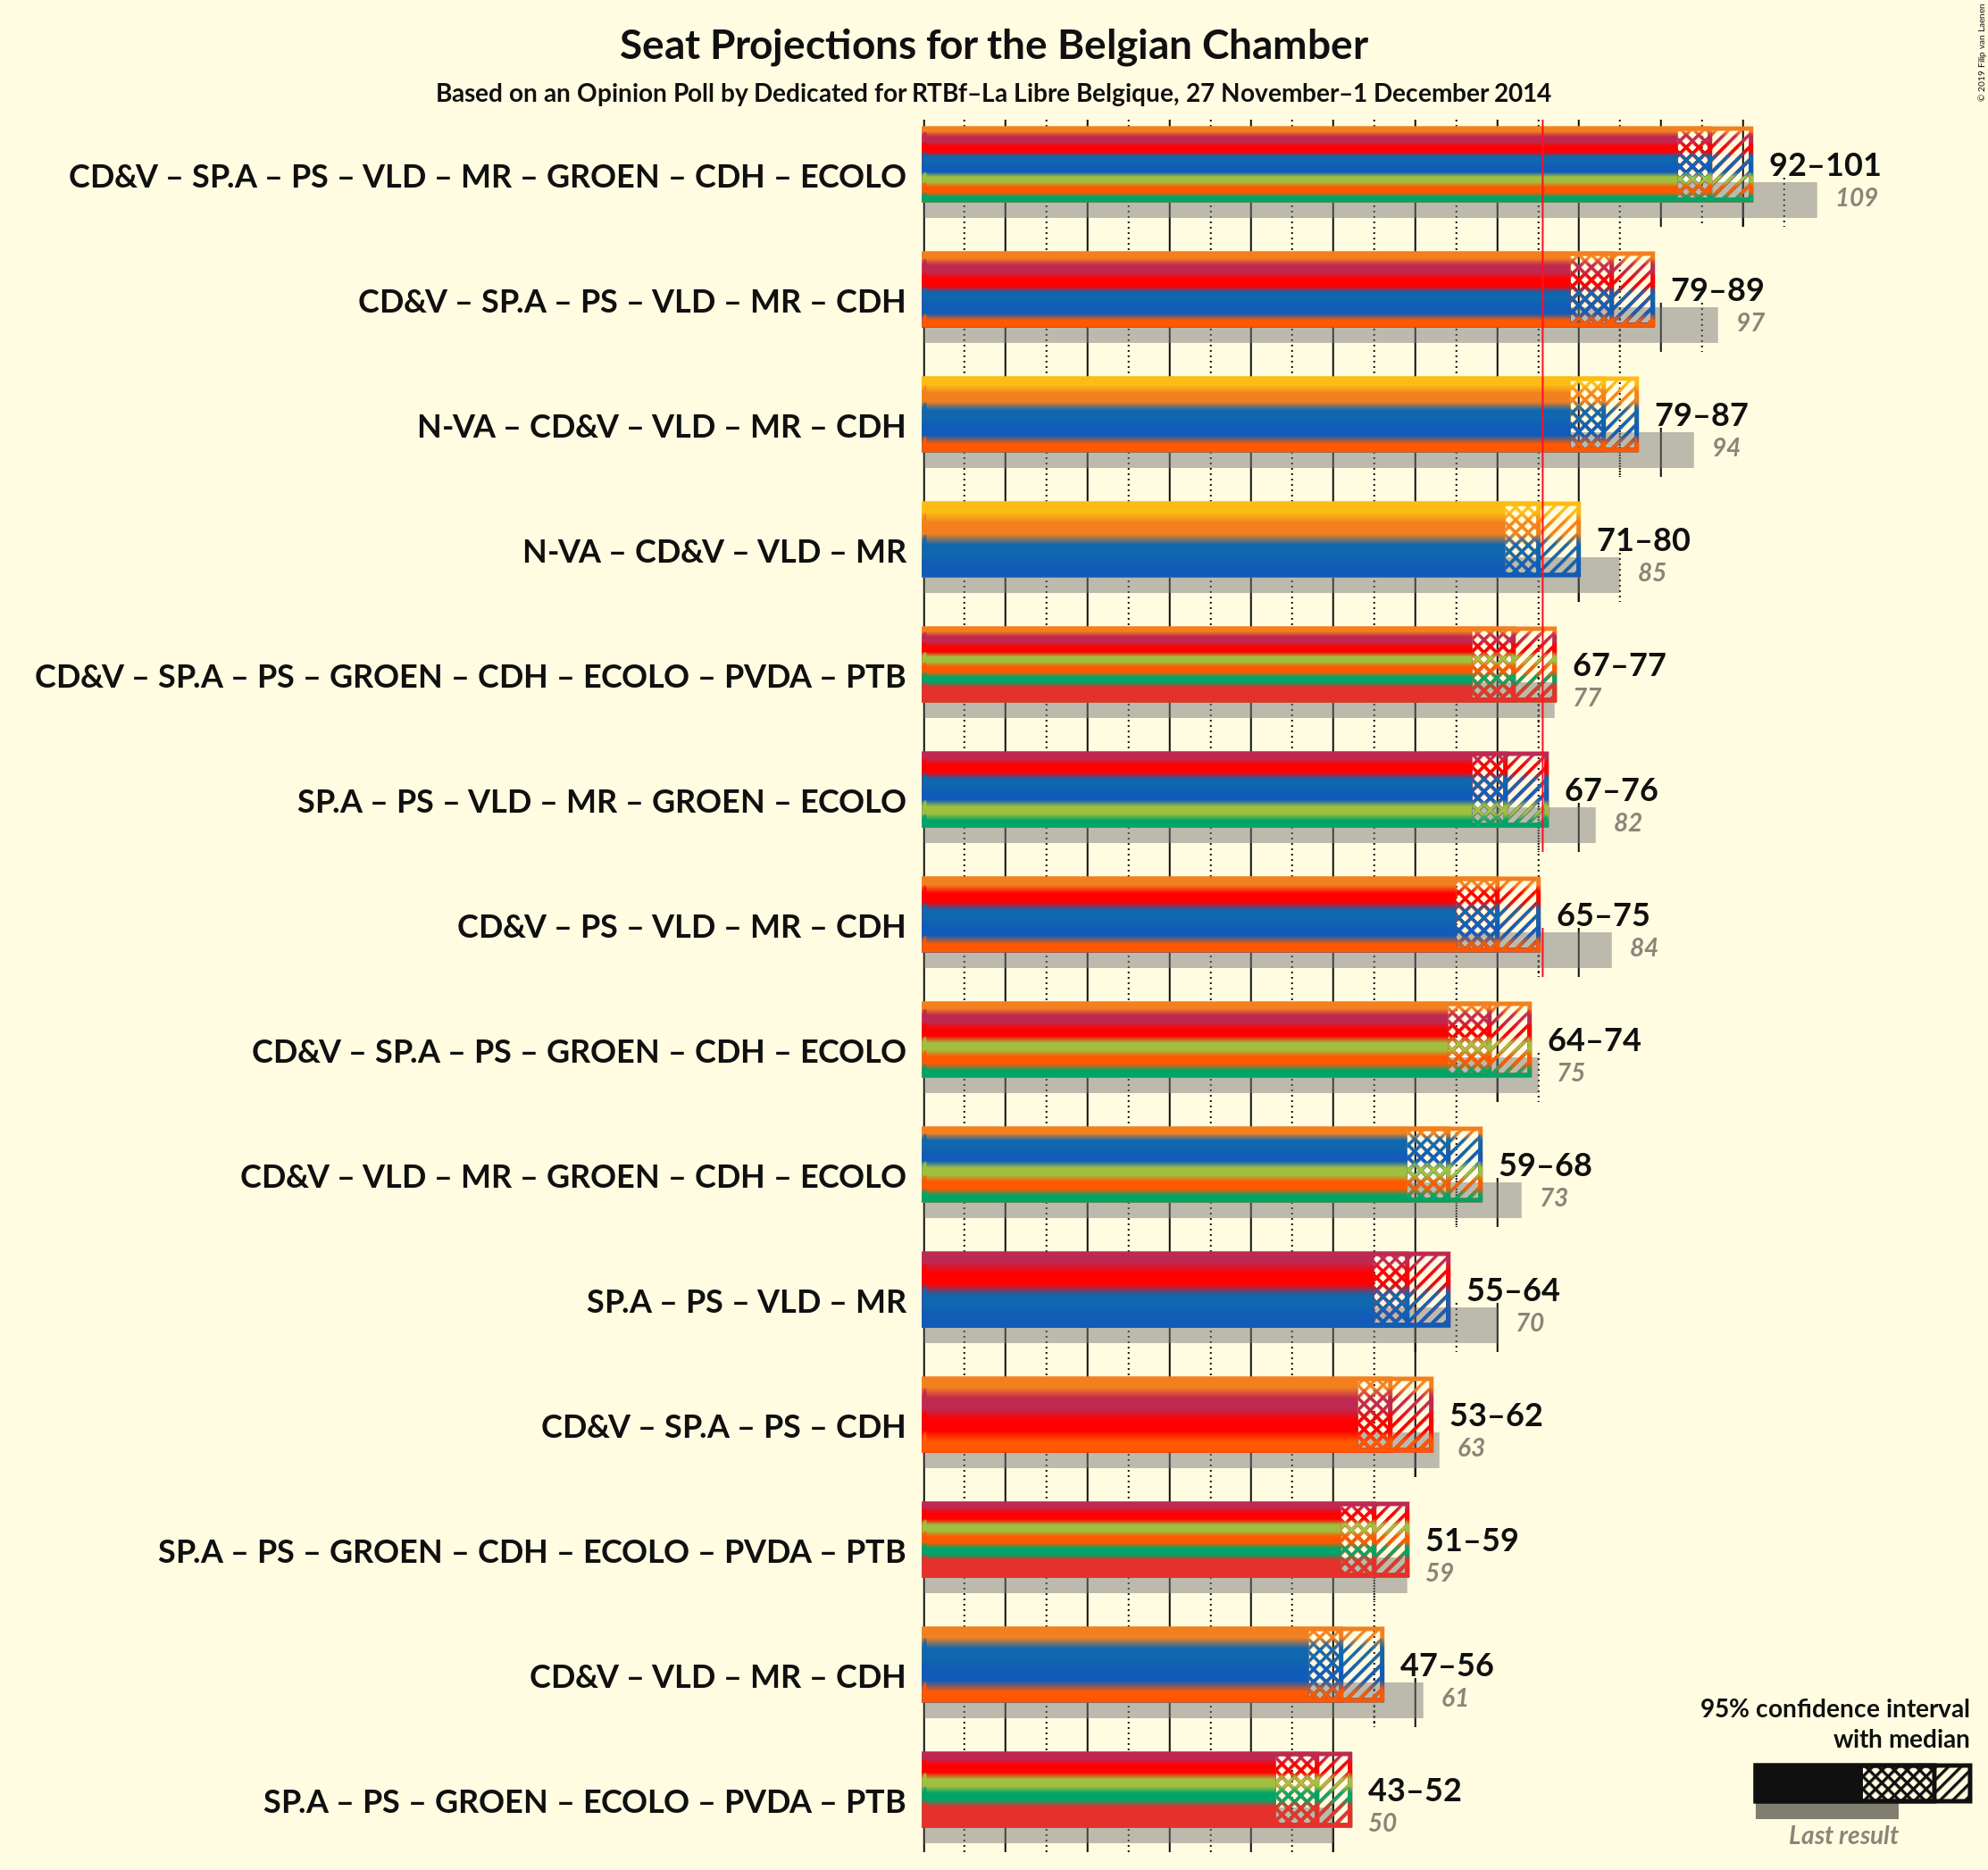 Seat Projections for the Belgian Chamber
Based on an Opinion Poll by Dedicated for RTBf–La Libre Belgique, 27 November–1 December 2014
© 2019 Filip van Laenen
CD&V – SP.A – PS – VLD – MR – GROEN – CDH – ECOLO
92–101
109
CD&V – SP.A – PS – VLD – MR – CDH
79–89
97
N-VA – CD&V – VLD – MR – CDH
79–87
94
N-VA – CD&V – VLD – MR
71–80
85
CD&V – SP.A – PS – GROEN – CDH – ECOLO – PVDA – PTB
67–77
77
SP.A – PS – VLD – MR – GROEN – ECOLO
67–76
82
CD&V – PS – VLD – MR – CDH
65–75
84
CD&V – SP.A – PS – GROEN – CDH – ECOLO
64–74
75
CD&V – VLD – MR – GROEN – CDH – ECOLO
59–68
73
SP.A – PS – VLD – MR
55–64
70
CD&V – SP.A – PS – CDH
53–62
63
SP.A – PS – GROEN – CDH – ECOLO – PVDA – PTB
51–59
59
CD&V – VLD – MR – CDH
47–56
61
SP.A – PS – GROEN – ECOLO – PVDA – PTB
43–52
50
95% confidence interval
with median
Last result